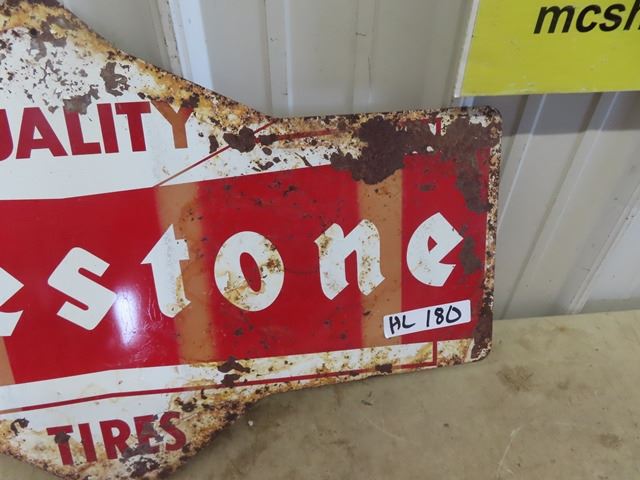 mcsh
UALITY
estone
HL 180
TIRES